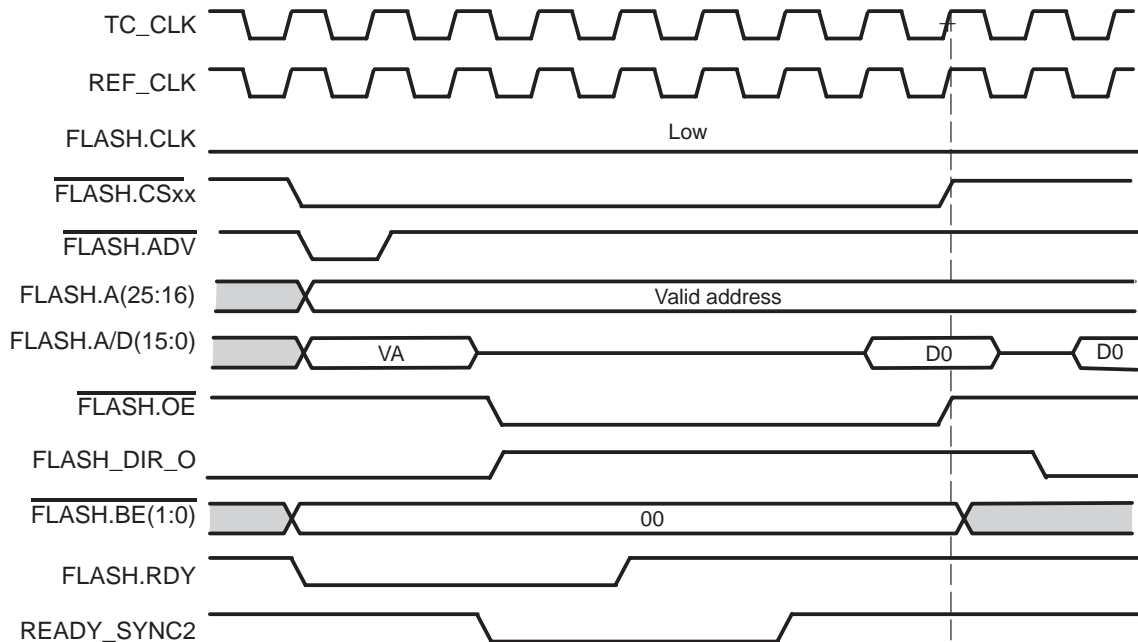 TC_CLK
REF_CLK
FLASH.CLK
Low
FLASH.CSxx
FLASH.ADV
FLASH.A(25:16)
Valid address
FLASH.A/D(15:0)
VA
D0
D0
FLASH.OE
FLASH_DIR_O
FLASH.BE(1:0)
00
FLASH.RDY
READY_SYNC2